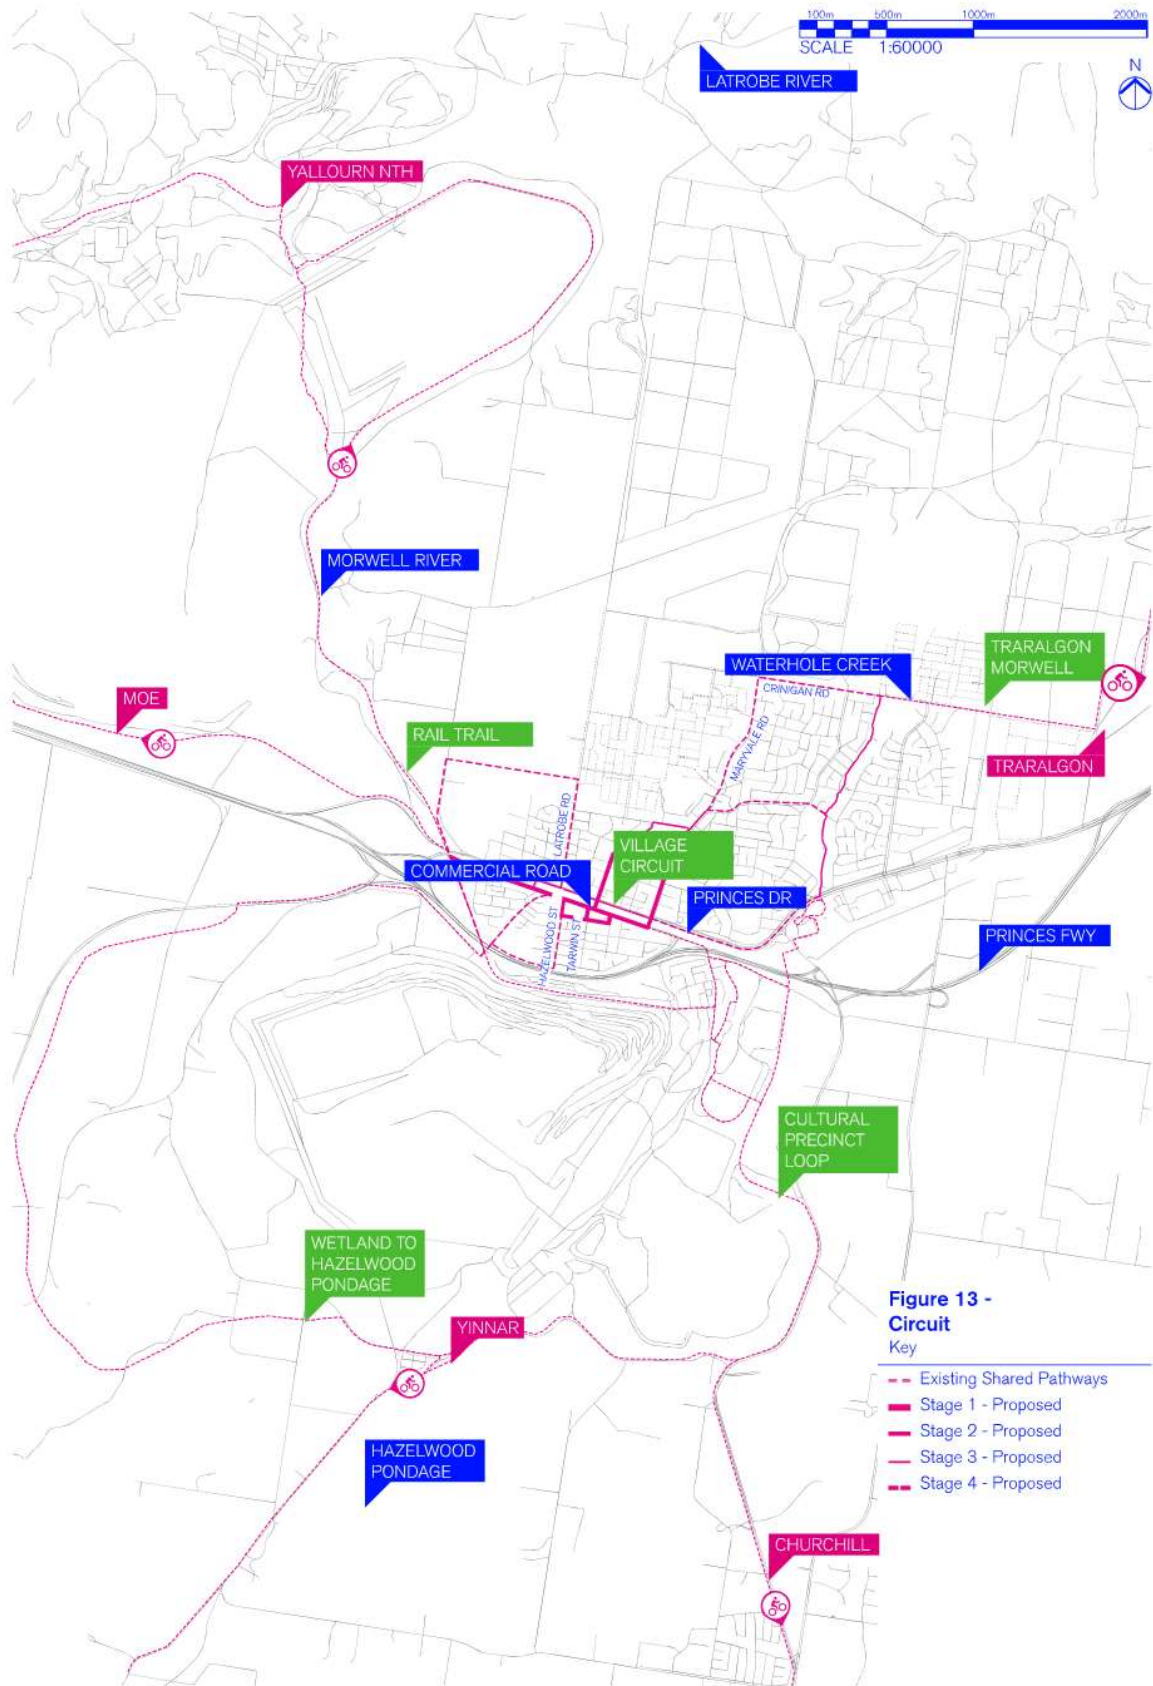 100m 500m 1000m 2000m
SCALE 1:60000
N
LATROBE RIVER
YALLOURN NTH
MORWELL RIVER
TRARALGON
MORWELL
WATERHOLE CREEK
CRINIGAN RD
MOE
MARYVALE RD
RAIL TRAIL
TRARALGON
LATROBE RD
VILLAGE
CIRCUIT
COMMERCIAL ROAD
PRINCES DR
HAZELWOOD ST
TARWIN ST
PRINCES FWY
CULTURAL
PRECINCT
LOOP
WETLAND TO
HAZELWOOD
PONDAGE
YINNAR
Figure 13 -
Circuit
Key
Existing Shared Pathways
Stage 1 - Proposed
Stage 2 - Proposed
Stage 3 - Proposed
Stage 4 - Proposed
HAZELWOOD
PONDAGE
CHURCHILL